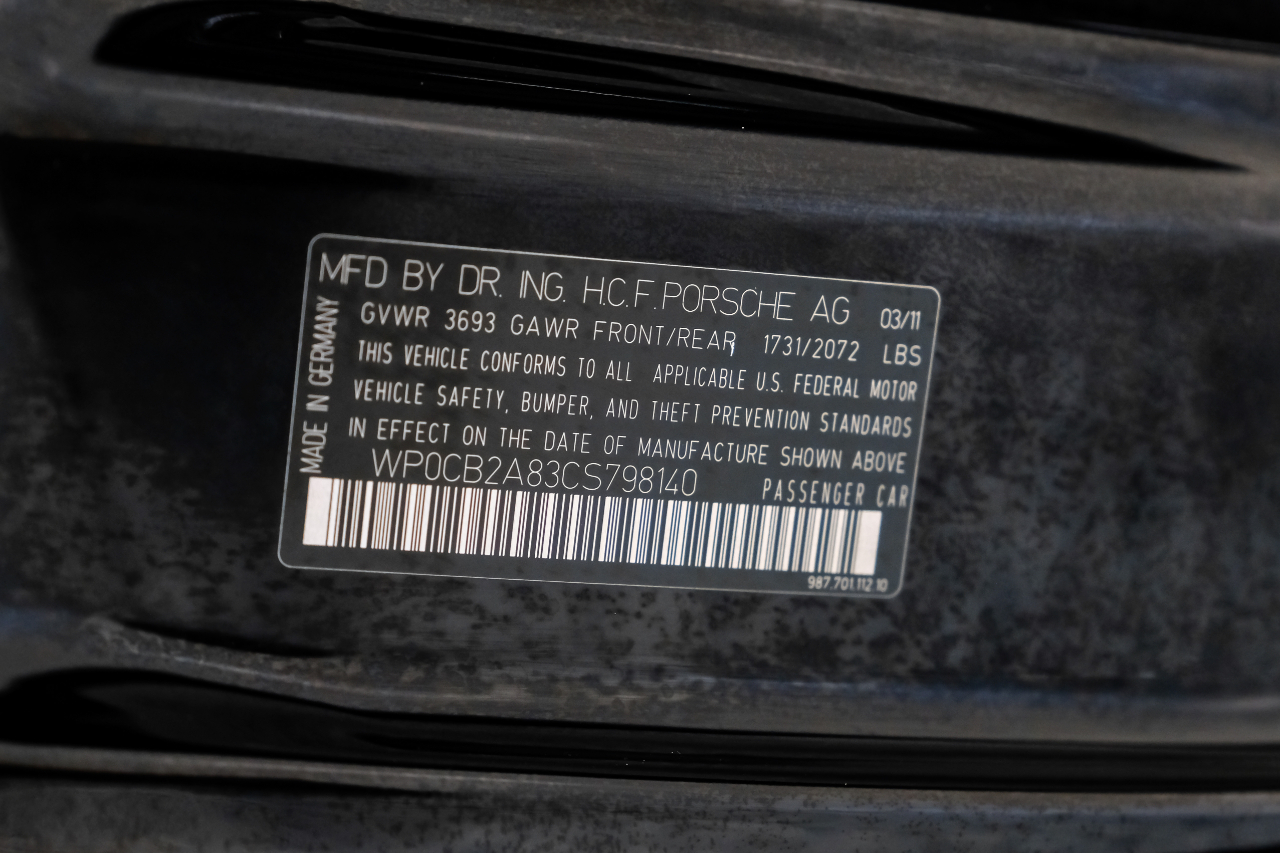 MFD BY DR. ING. H.C.F.PORSCHE AG 03/11
GVWR 3693 GAWR FRONT/REAR 1731/2072 LBS
THIS VEHICLE CONFORMS TO ALL APPLICABLE U.S. FEDERAL MOTOR
VEHICLE SAFETY, BUMPER, AND THEFT PREVENTION STANDARDS
IN EFFECT ON THE DATE OF MANUFACTURE SHOWN ABOVE
WP0CB2A83CS798140 PASSENGER CAR
MADE IN GERMANY
987.701.112 10